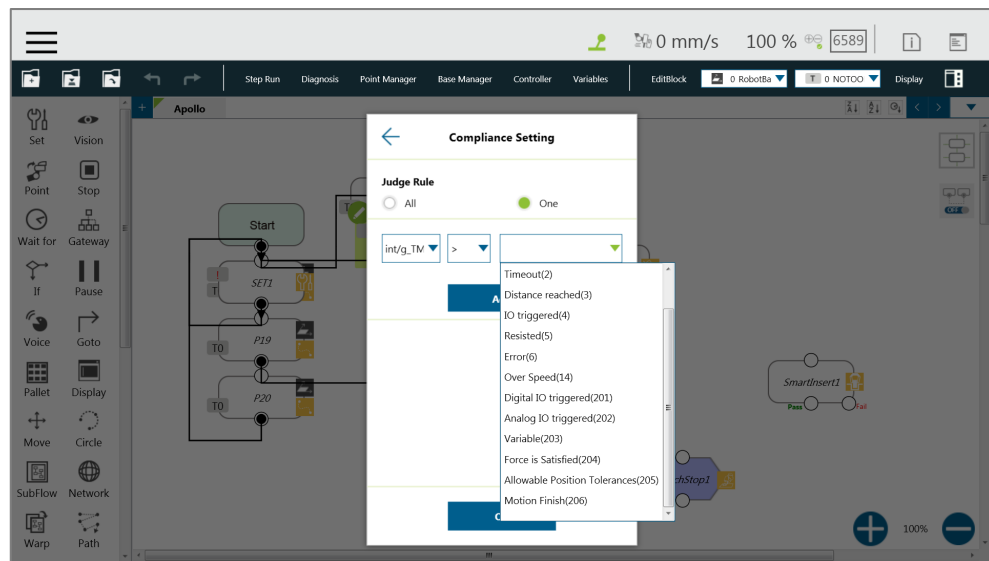 0 mm/s 100 % 6589
Step Run Diagnosis Point Manager Base Manager Controller Variables EditBlock 0 RobotBa T 0 NOTOO Display
+ Apollo
Set Vision
Point Stop
Wait for Gateway
If Pause
Voice Goto
Pallet Display
Move Circle
SubFlow Network
Warp Path
Start
T SET1
T0 P19
T0 P20
Compliance Setting
Judge Rule
All One
int/g_TM >
Timeout(2)
Distance reached(3)
IO triggered(4)
Resisted(5)
Error(6)
Over Speed(14)
Digital IO triggered(201)
Analog IO triggered(202)
Variable(203)
Force is Satisfied(204)
Allowable Position Tolerances(205)
Motion Finish(206)
OFF
SmartInsert1
Pass Fail
chStop1
100%